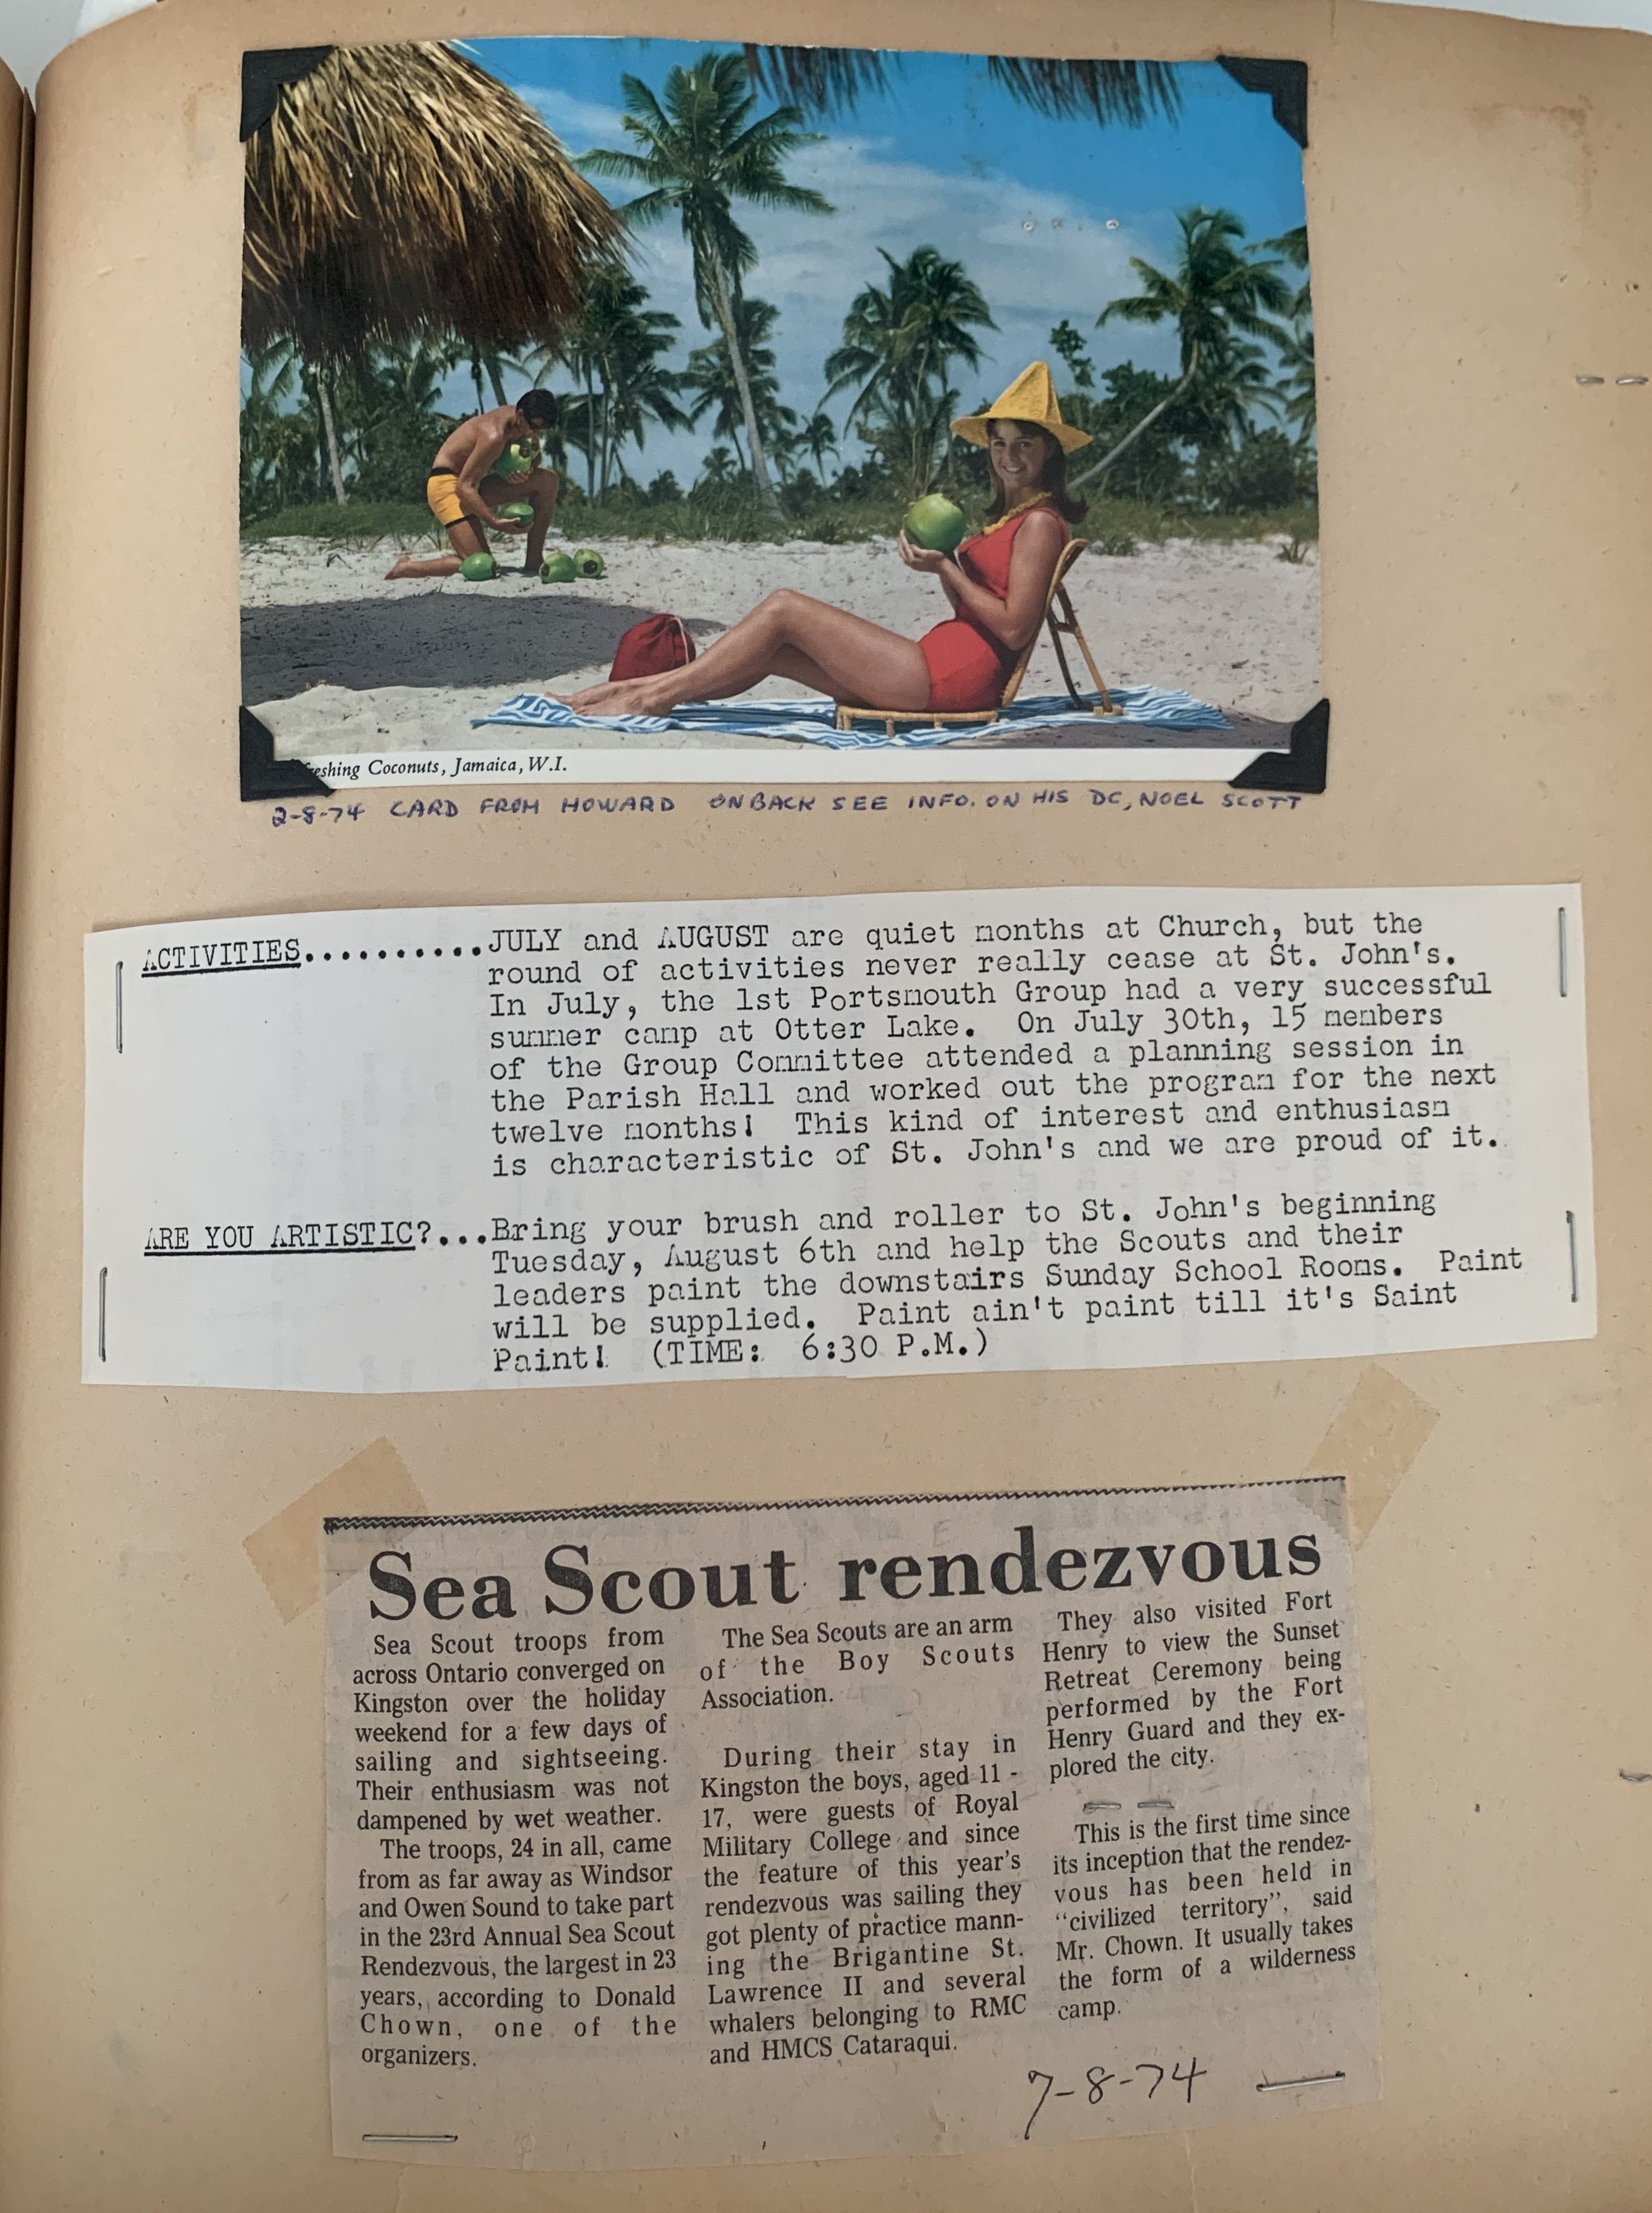 freshing Coconuts, Jamaica, W.I.
2-8-74 CARD FROM HOWARD ON BACK SEE INFO. ON HIS DC, NOEL SCOTT
ACTIVITIES..........JULY and AUGUST are quiet months at Church, but the
round of activities never really cease at St. John's.
In July, the 1st Portsmouth Group had a very successful
summer camp at Otter Lake. On July 30th, 15 members
of the Group Committee attended a planning session in
the Parish Hall and worked out the program for the next
twelve months! This kind of interest and enthusiasm
is characteristic of St. John's and we are proud of it.
ARE YOU ARTISTIC?...Bring your brush and roller to St. John's beginning
Tuesday, August 6th and help the Scouts and their
leaders paint the downstairs Sunday School Rooms. Paint
will be supplied. Paint ain't paint till it's Saint
Paint! (TIME: 6:30 P.M.)
Sea Scout rendezvous
Sea Scout troops from
across Ontario converged on
Kingston over the holiday
weekend for a few days of
sailing and sightseeing.
Their enthusiasm was not
dampened by wet weather.
The troops, 24 in all, came
from as far away as Windsor
and Owen Sound to take part
in the 23rd Annual Sea Scout
Rendezvous, the largest in 23
years, according to Donald
Chown, one of the
organizers.
The Sea Scouts are an arm
of the Boy Scouts
Association.
During their stay in
Kingston the boys, aged 11 -
17, were guests of Royal
Military College and since
the feature of this year's
rendezvous was sailing they
got plenty of practice mann-
ing the Brigantine St.
Lawrence II and several
whalers belonging to RMC
and HMCS Cataraqui.
They also visited Fort
Henry to view the Sunset
Retreat Ceremony being
performed by the Fort
Henry Guard and they ex-
plored the city.
This is the first time since
its inception that the rendez-
vous has been held in
"civilized territory", said
Mr. Chown. It usually takes
the form of a wilderness
camp.
7-8-74